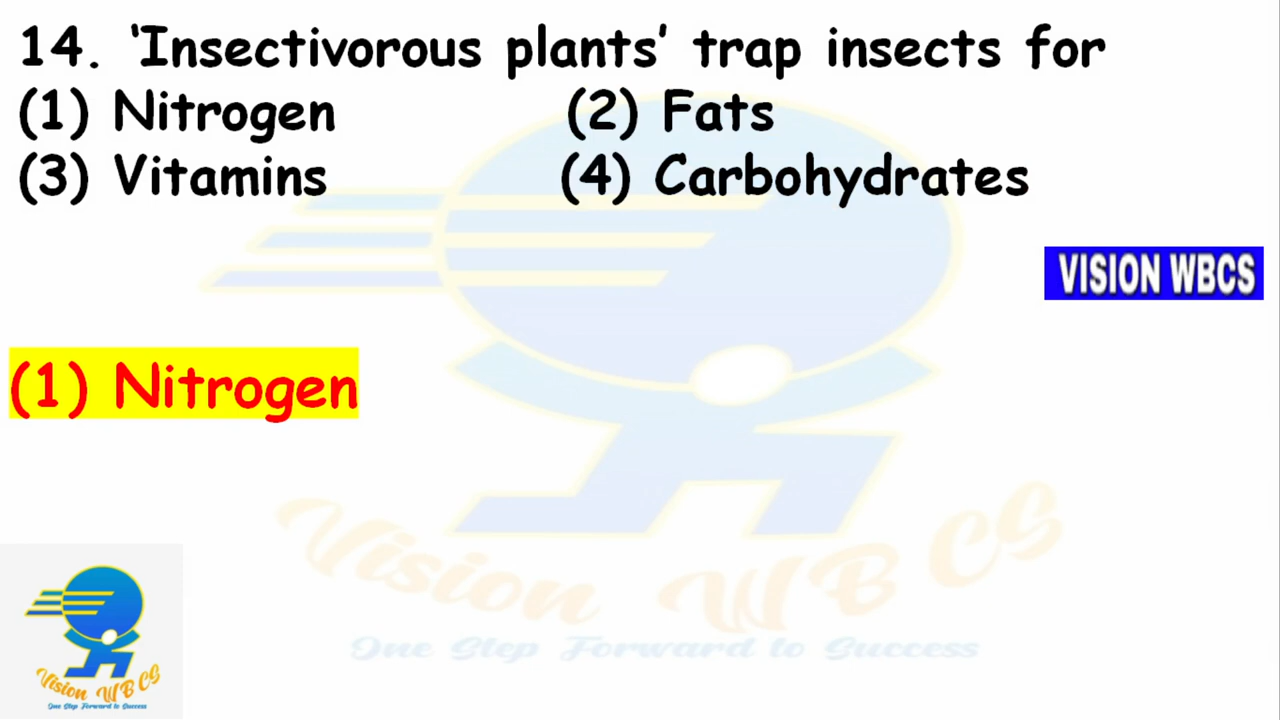 14. ‘Insectivorous plants’ trap insects for
(1) Nitrogen (2) Fats
(3) Vitamins (4) Carbohydrates
VISION WBCS
(1) Nitrogen
Vision WBCS
One Step Forward to Success
Vision WBCS
One Step Forward to Success